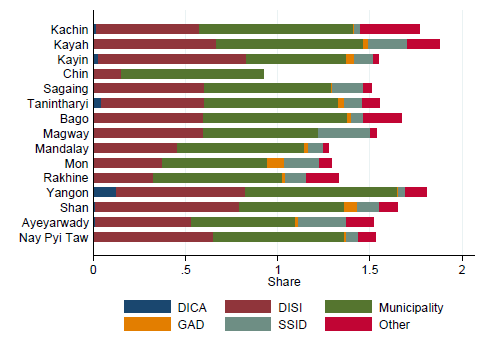 Kachin
Kayah
Kayin
Chin
Sagaing
Tanintharyi
Bago
Magway
Mandalay
Mon
Rakhine
Yangon
Shan
Ayeyarwady
Nay Pyi Taw
0 .5 1 1.5 2
Share
DICA DISI Municipality
GAD SSID Other